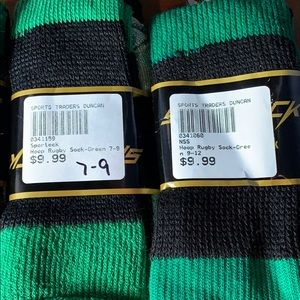 SPORTS TRADERS DUNCAN
0341159
Sparleck
Hoop Rugby Sock-Green 7-9
$9.99
7-9
SPORTS TRADERS DUNCAN
0341060
NSS
Hoop Rugby Sock-Gree
n 9-12
$9.99